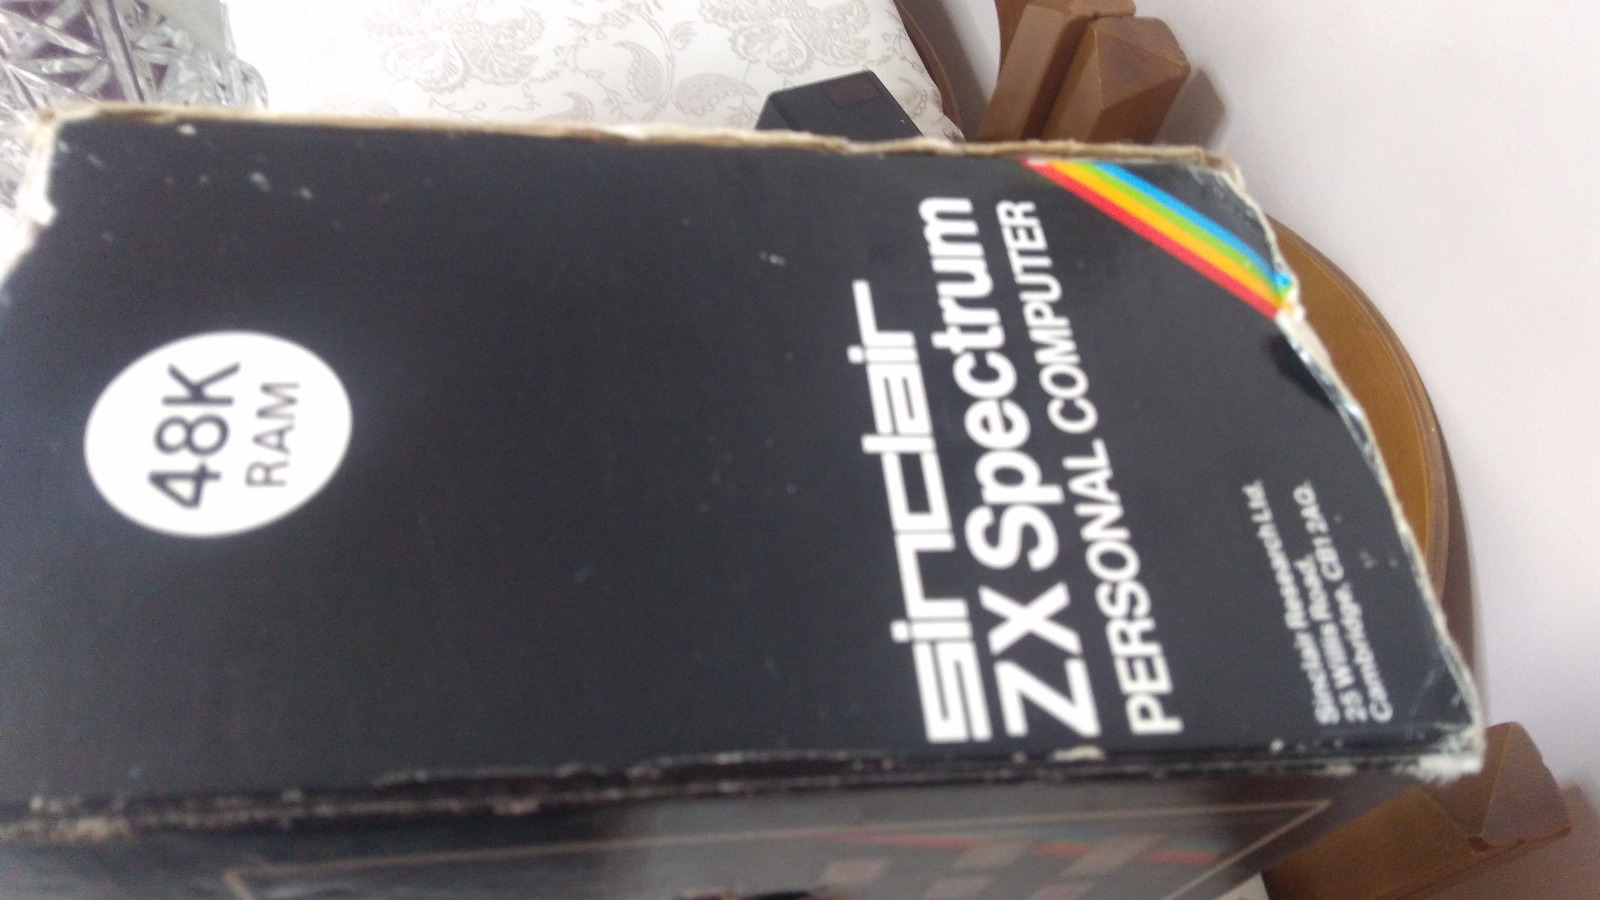 48K
RAM
sinclair
ZX Spectrum
PERSONAL COMPUTER
Sinclair Research Ltd.
25 Willis Road,
Cambridge. CB1 2AQ.